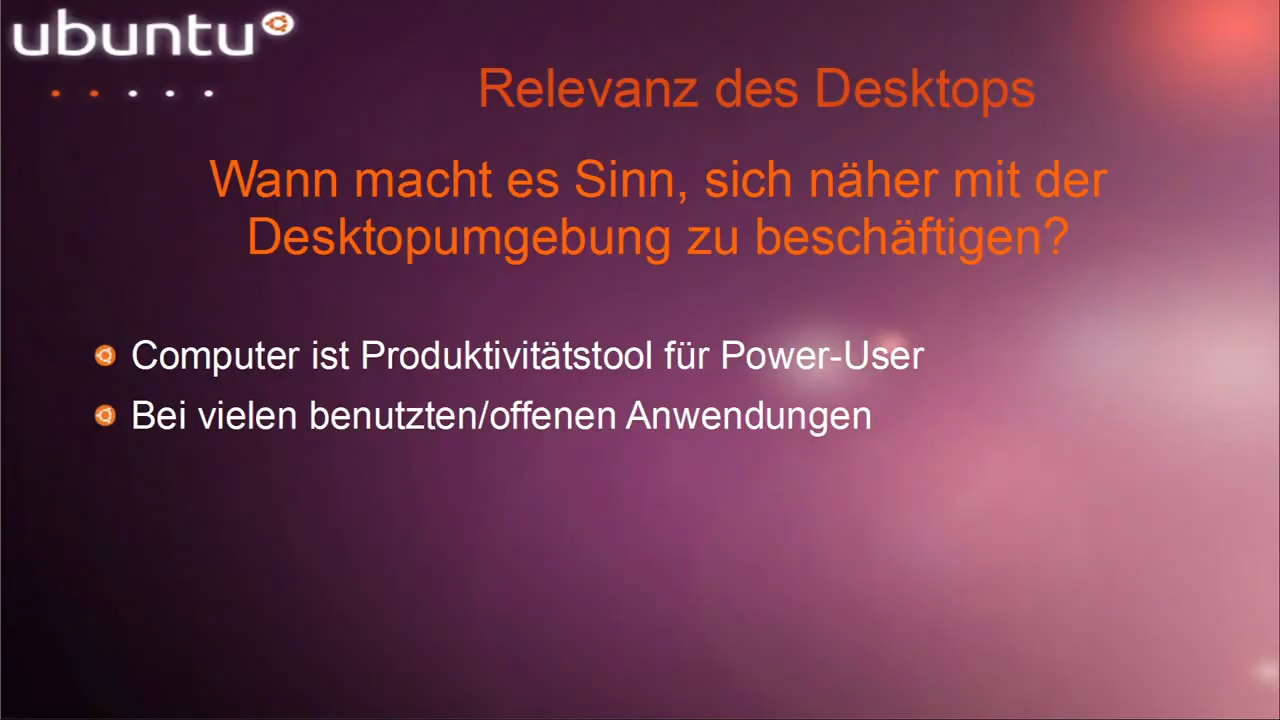 ubuntu
Relevanz des Desktops
Wann macht es Sinn, sich näher mit der
Desktopumgebung zu beschäftigen?
Computer ist Produktivitätstool für Power-User
Bei vielen benutzten/offenen Anwendungen